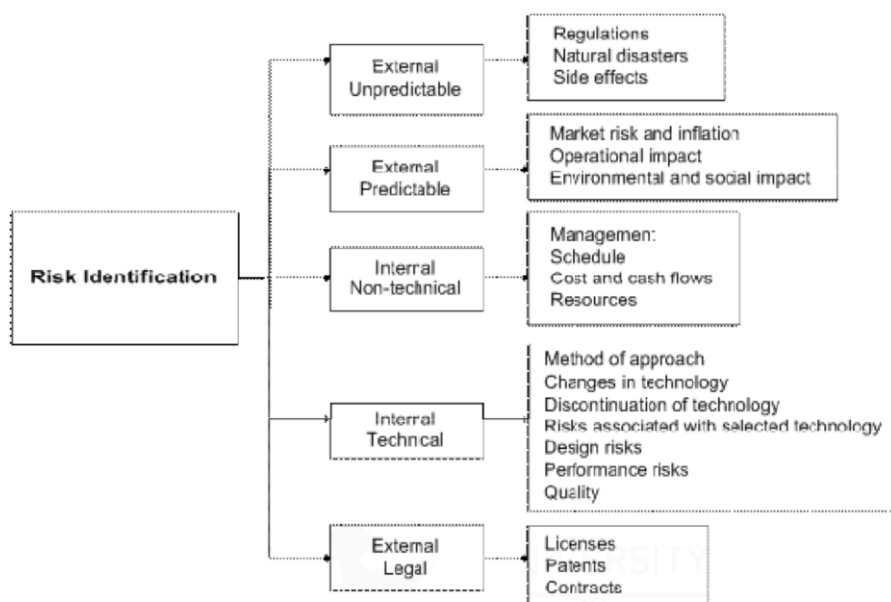 Risk Identification
External
Unpredictable
Regulations
Natural disasters
Side effects
External
Predictable
Market risk and inflation
Operational impact
Environmental and social impact
Internal
Non-technical
Management:
Schedule
Cost and cash flows
Resources
Internal
Technical
Method of approach
Changes in technology
Discontinuation of technology
Risks associated with selected technology
Design risks
Performance risks
Quality
External
Legal
Licenses
Patents
Contracts